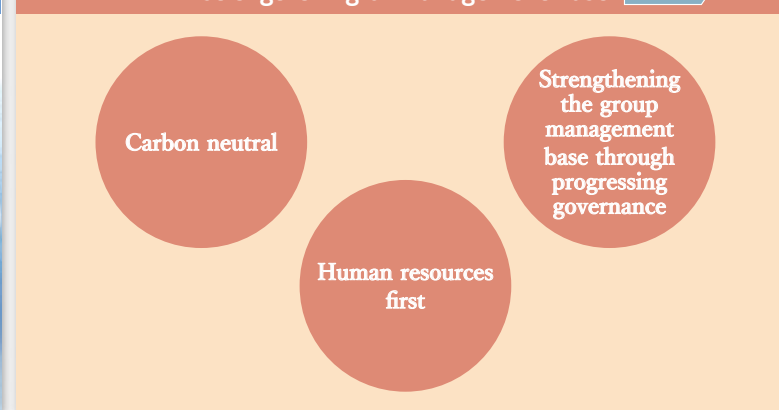 Carbon neutral
Strengthening
the group
management
base through
progressing
governance
Human resources
first